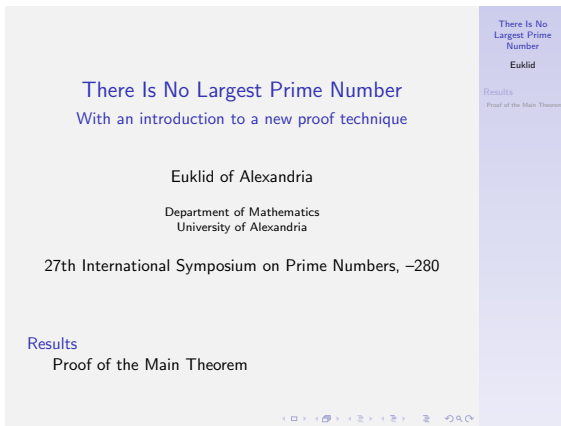 There Is No Largest Prime Number
With an introduction to a new proof technique
Euklid of Alexandria
Department of Mathematics
University of Alexandria
27th International Symposium on Prime Numbers, –280
Results
Proof of the Main Theorem
There Is No
Largest Prime
Number
Euklid
Results
Proof of the Main Theorem